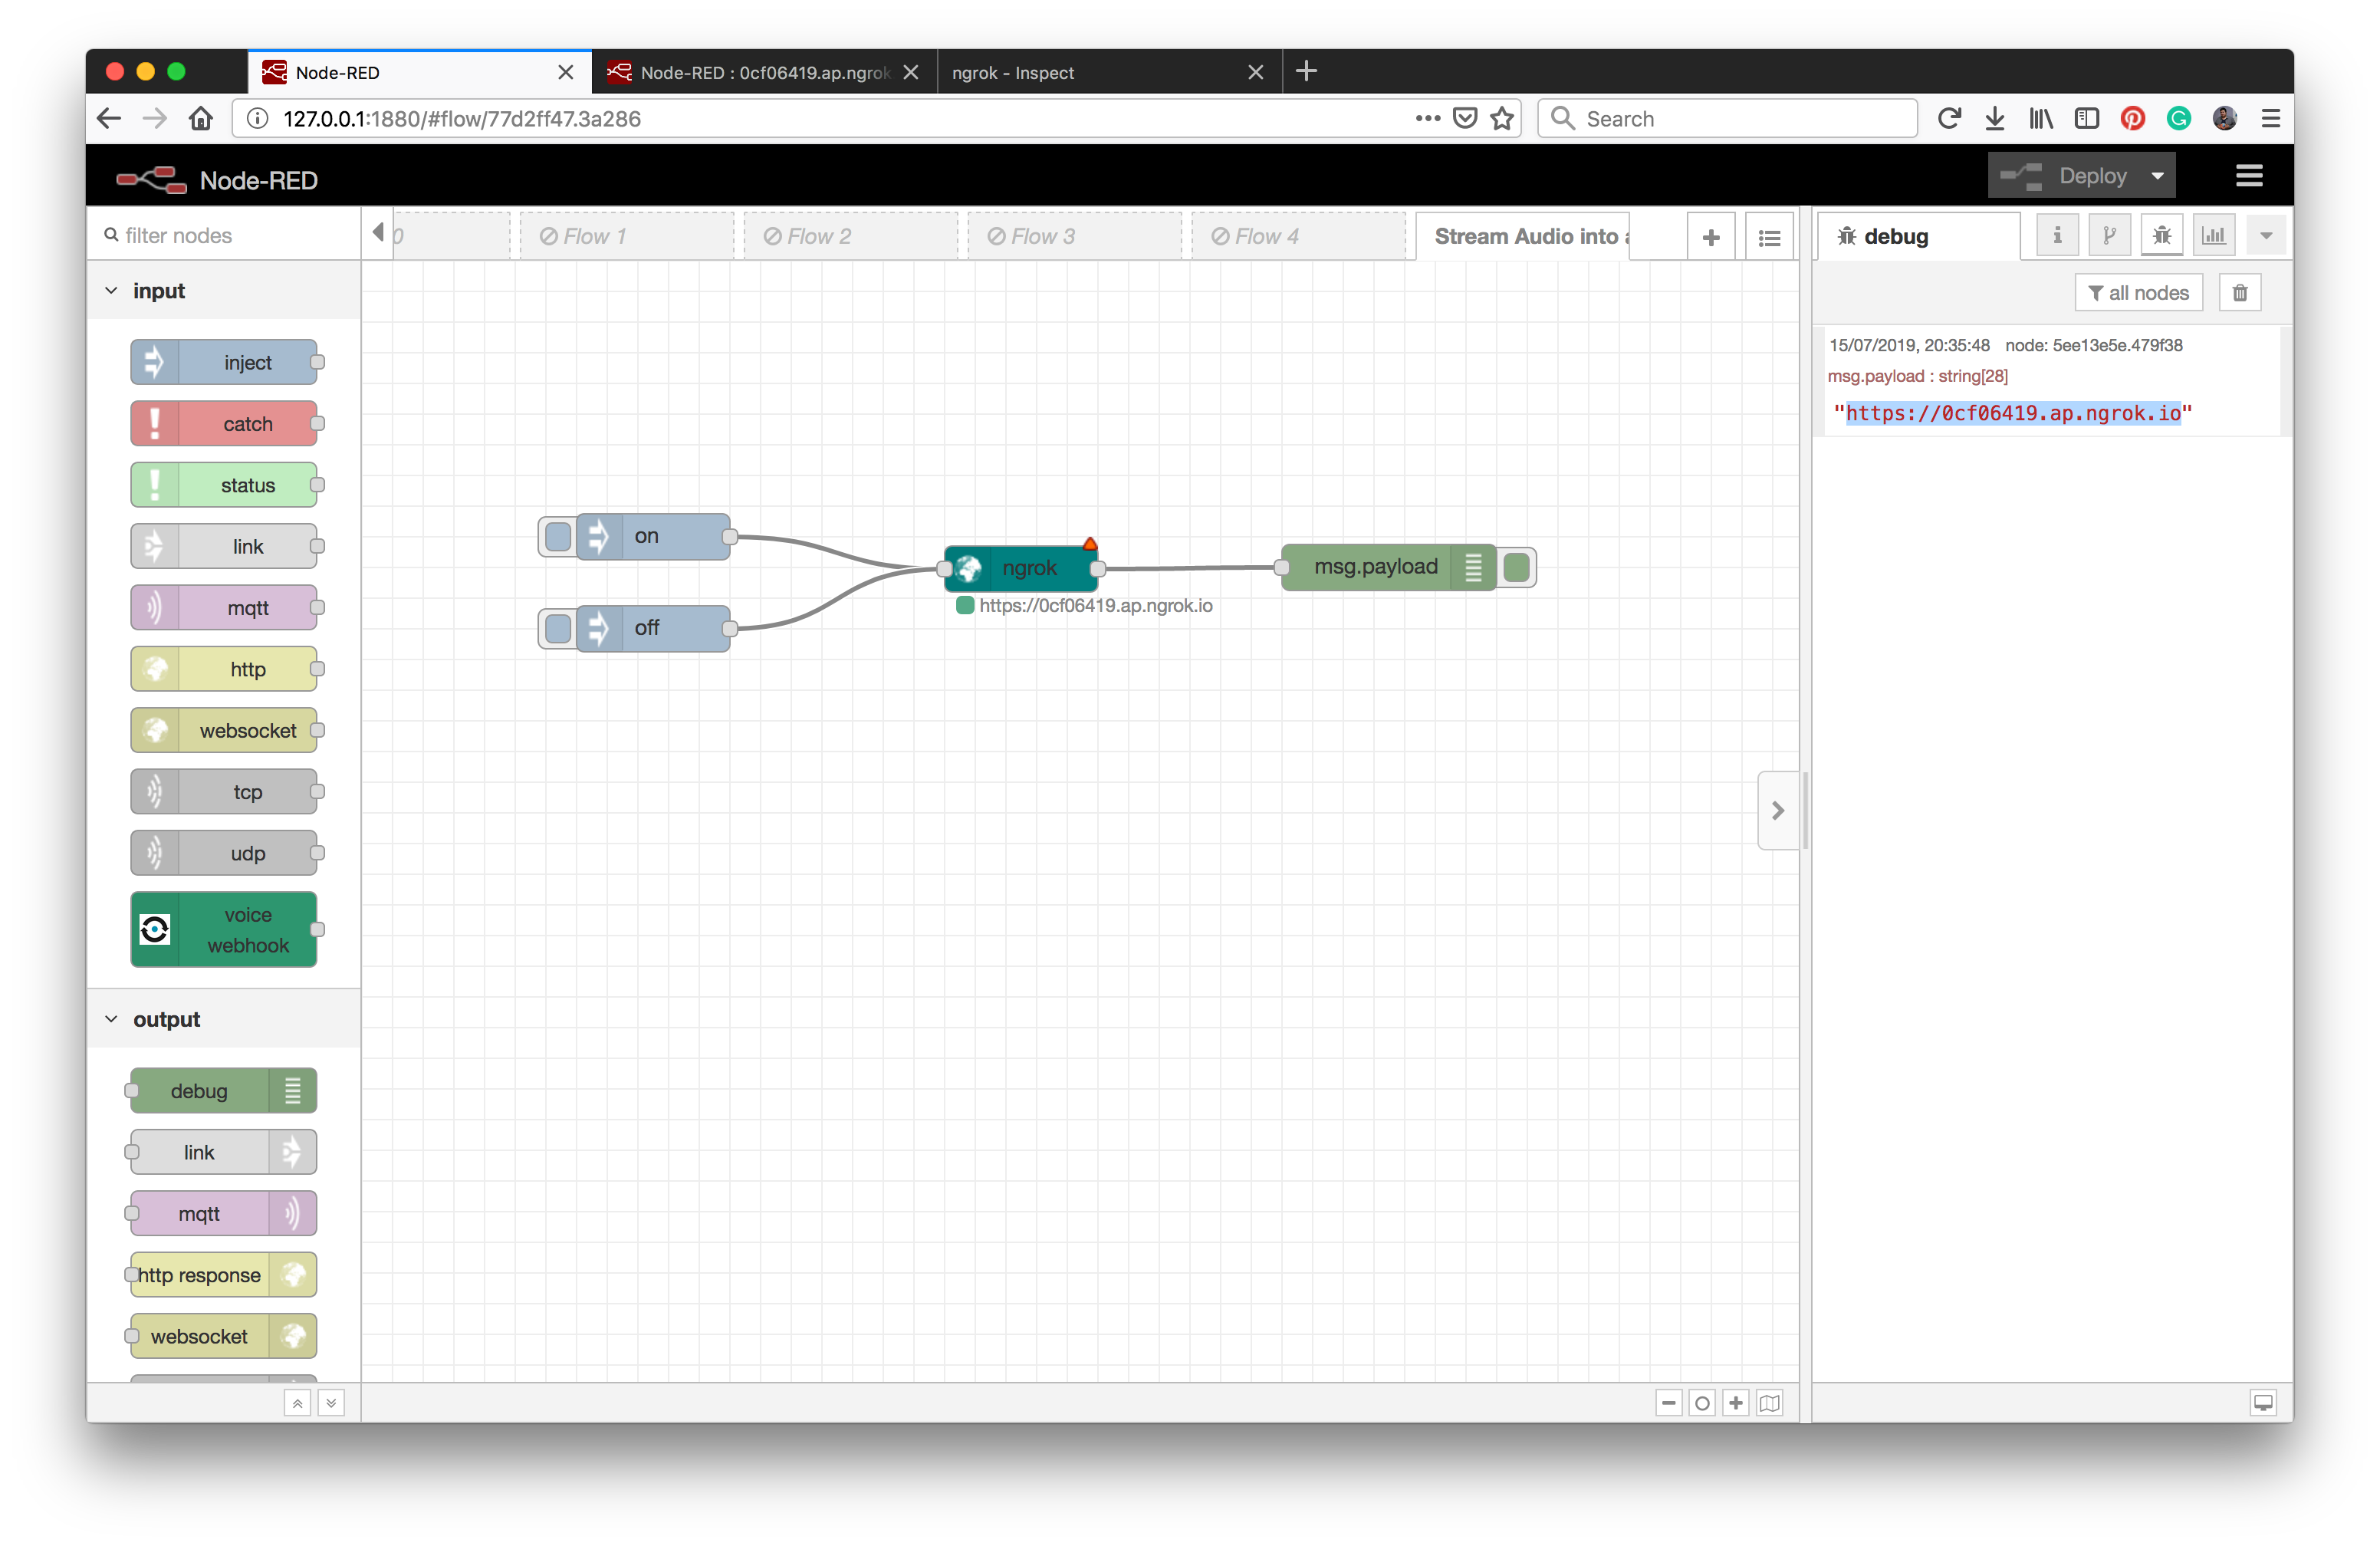 Node-RED
Node-RED : 0cf06419.ap.ngrok
ngrok - Inspect
127.0.0.1:1880/#flow/77d2ff47.3a286
Search
Node-RED
Deploy
filter nodes
0
Flow 1
Flow 2
Flow 3
Flow 4
Stream Audio into a
debug
input
all nodes
inject
catch
status
link
mqtt
http
websocket
tcp
udp
voice
webhook
output
debug
link
mqtt
http response
websocket
on
off
ngrok
https://0cf06419.ap.ngrok.io
msg.payload
15/07/2019, 20:35:48 node: 5ee13e5e.479f38
msg.payload : string[28]
"https://0cf06419.ap.ngrok.io"